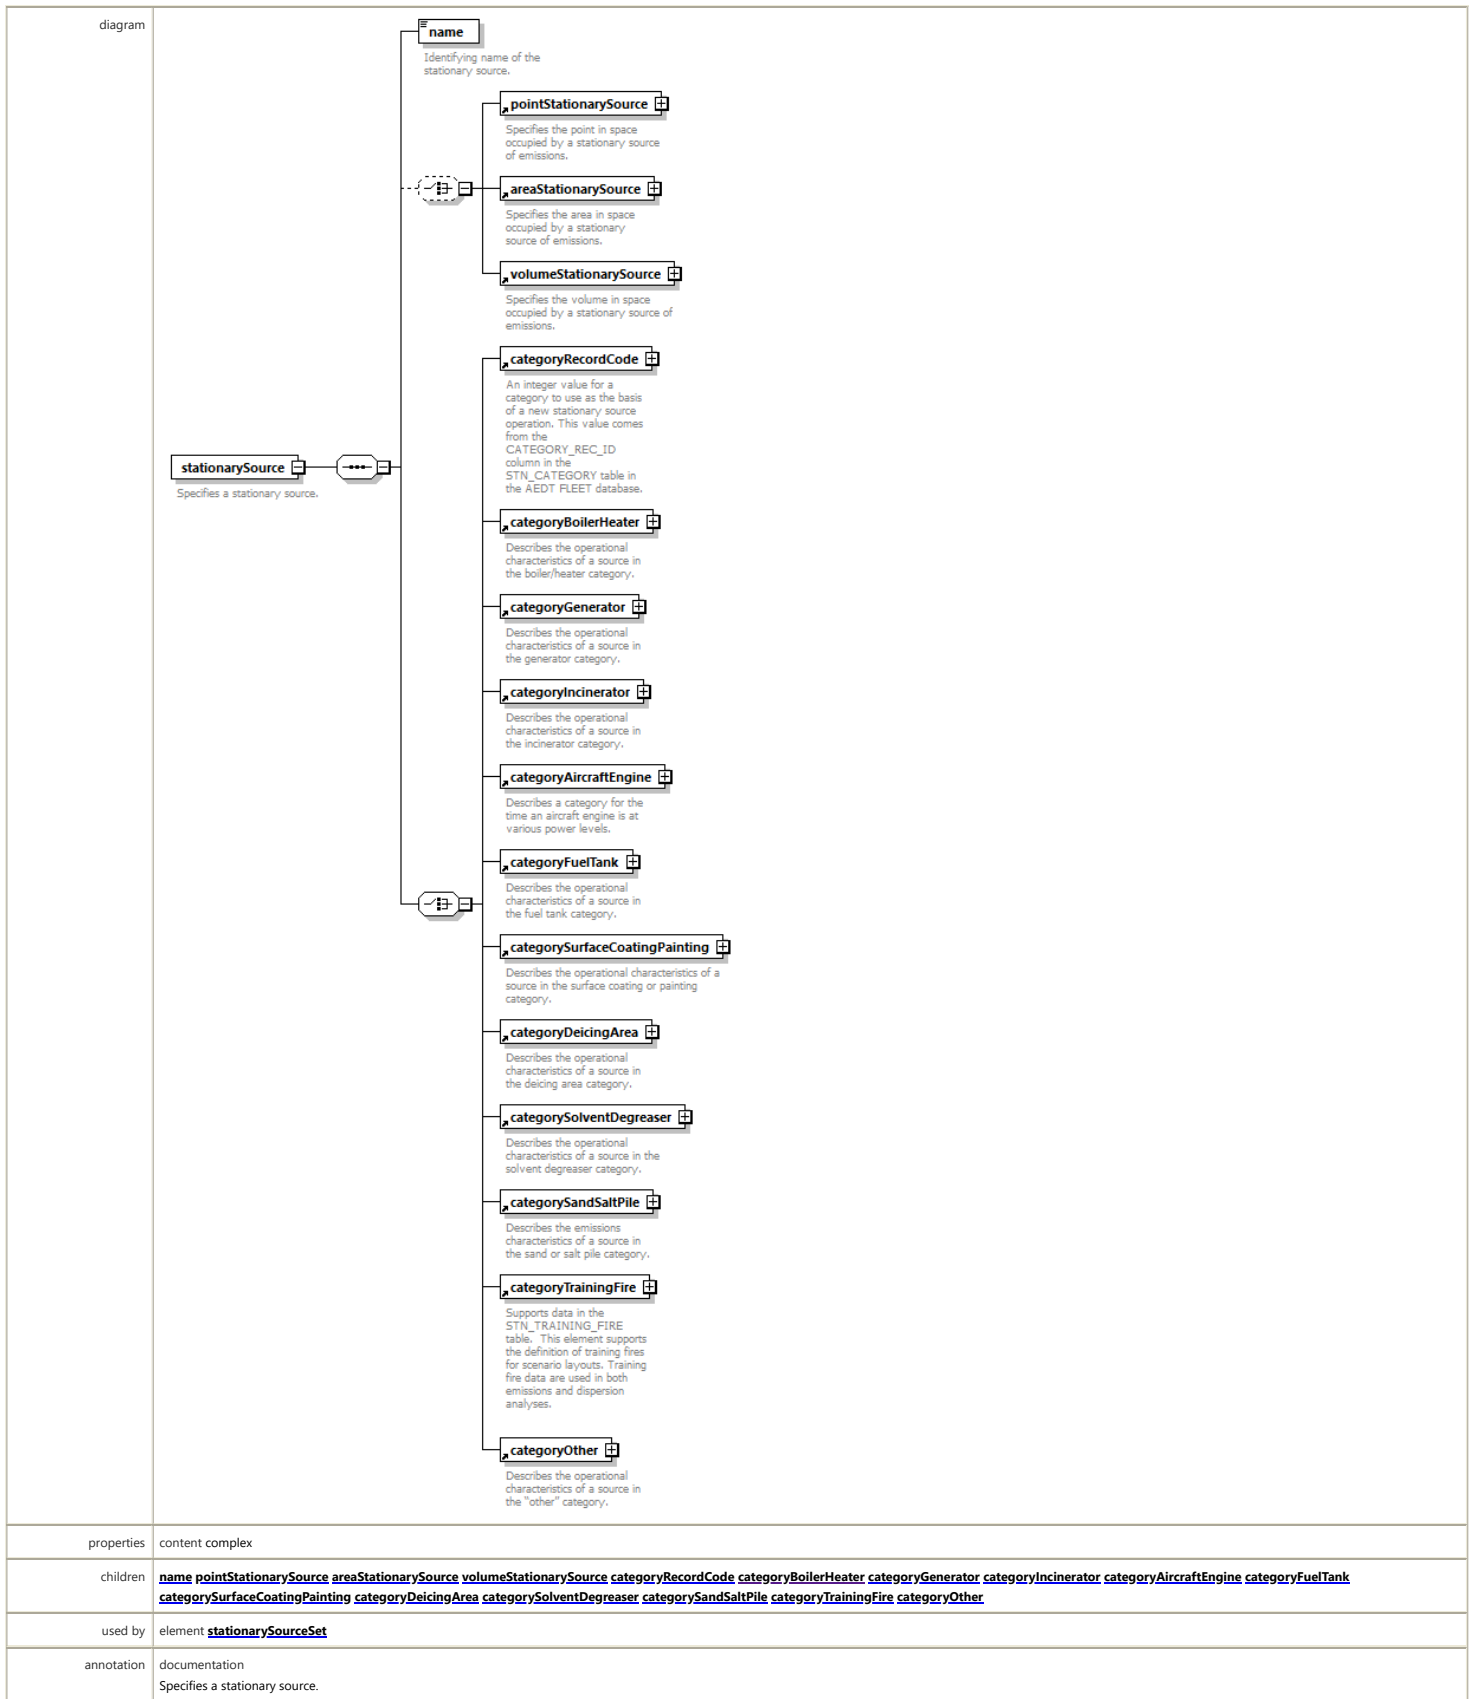 diagram
name
Identifying name of the
stationary source.
pointStationarySource
Specifies the point in space
occupied by a stationary source
of emissions.
areaStationarySource
Specifies the area in space
occupied by a stationary
source of emissions.
volumeStationarySource
Specifies the volume in space
occupied by a stationary source of
emissions.
categoryRecordCode
An integer value for a
category to use as the basis
of a new stationary source
operation. This value comes
from the
CATEGORY_REC_ID
column in the
STN_CATEGORY table in
the AEDT FLEET database.
stationarySource
Specifies a stationary source.
categoryBoilerHeater
Describes the operational
characteristics of a source in
the boiler/heater category.
categoryGenerator
Describes the operational
characteristics of a source in
the generator category.
categoryIncinerator
Describes the operational
characteristics of a source in
the incinerator category.
categoryAircraftEngine
Describes a category for the
time an aircraft engine is at
various power levels.
categoryFuelTank
Describes the operational
characteristics of a source in
the fuel tank category.
categorySurfaceCoatingPainting
Describes the operational characteristics of a
source in the surface coating or painting
category.
categoryDeicingArea
Describes the operational
characteristics of a source in
the deicing area category.
categorySolventDegreaser
Describes the operational
characteristics of a source in the
solvent degreaser category.
categorySandSaltPile
Describes the emissions
characteristics of a source in
the sand or salt pile category.
categoryTrainingFire
Supports data in the
STN_TRAINING_FIRE
table.  This element supports
the definition of training fires
for scenario layouts. Training
fire data are used in both
emissions and dispersion
analyses.
categoryOther
Describes the operational
characteristics of a source in
the "other" category.
properties content complex
children name pointStationarySource areaStationarySource volumeStationarySource categoryRecordCode categoryBoilerHeater categoryGenerator categoryIncinerator categoryAircraftEngine categoryFuelTank
categorySurfaceCoatingPainting categoryDeicingArea categorySolventDegreaser categorySandSaltPile categoryTrainingFire categoryOther
used by element stationarySourceSet
annotation documentation
Specifies a stationary source.